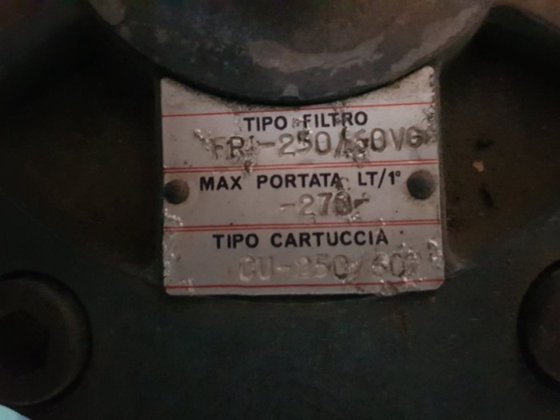 TIPO FILTRO
FRI-250/60VG
MAX PORTATA LT/1°
-270-
TIPO CARTUCCIA
CU-250/60